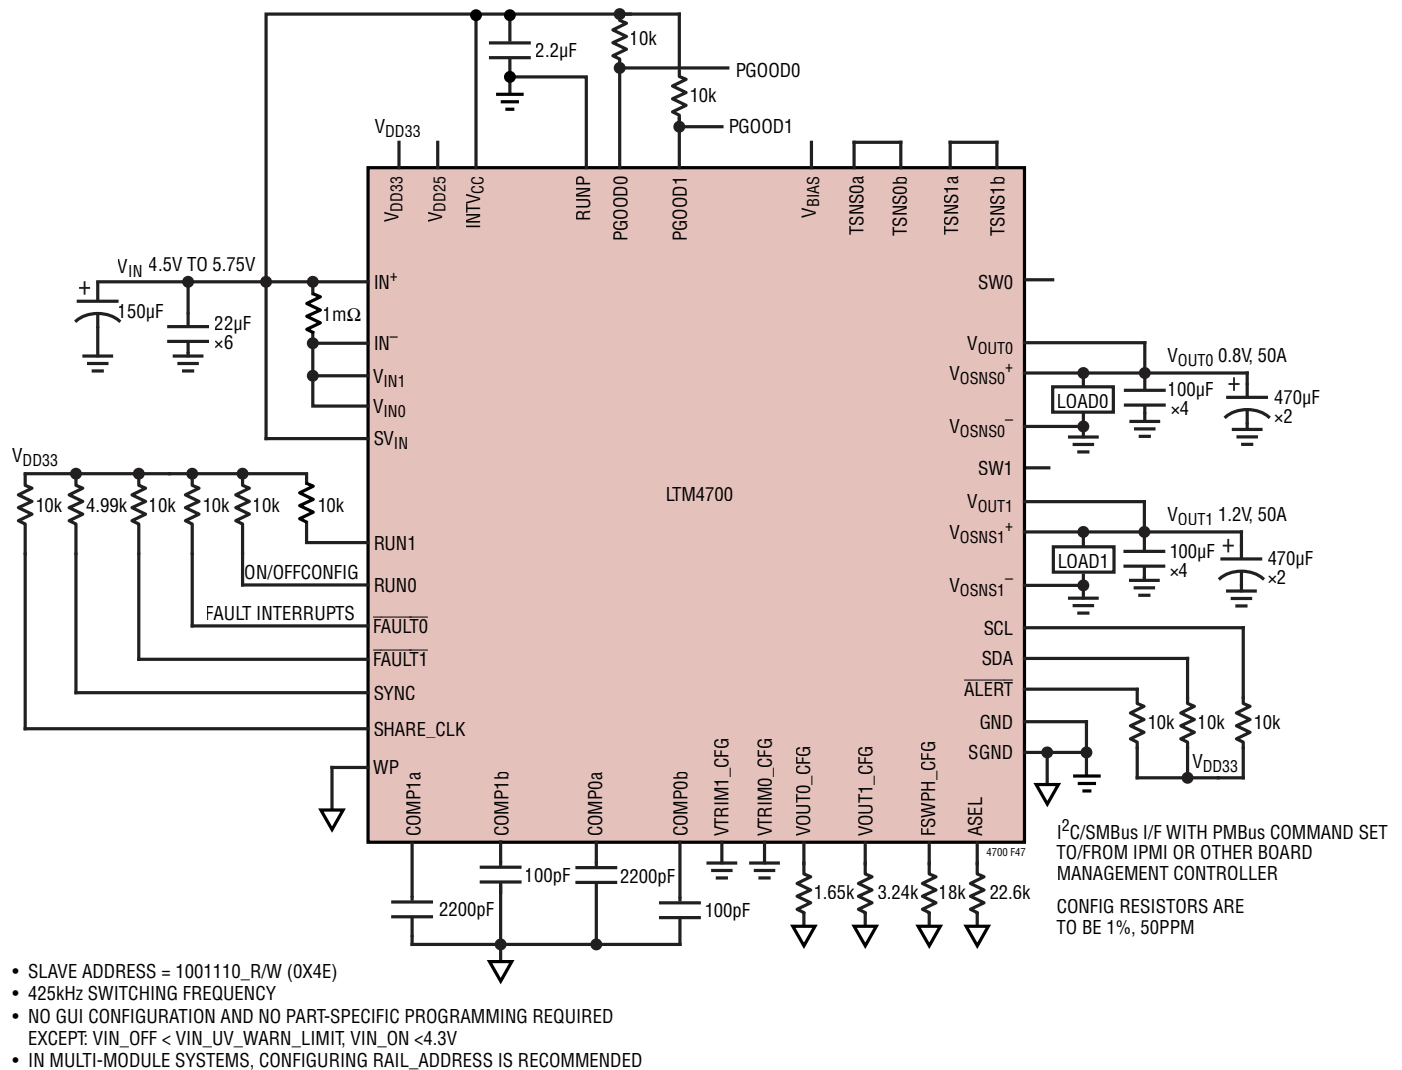 2.2µF
10k
PGOOD0
10k
PGOOD1
VDD33
VDD33
VDD25
INTVCC
RUNP
PGOOD0
PGOOD1
VBIAS
TSNS0a
TSNS0b
TSNS1a
TSNS1b
VIN 4.5V TO 5.75V
+
150µF
22µF
×6
1mΩ
IN+
IN–
VIN1
VIN0
SVIN
VDD33
10k
4.99k
10k
10k
10k
10k
RUN1
ON/OFFCONFIG
RUN0
FAULT INTERRUPTS
FAULT0
FAULT1
SYNC
SHARE_CLK
WP
LTM4700
SW0
VOUT0
VOSNS0+
VOSNS0–
SW1
VOUT1
VOSNS1+
VOSNS1–
SCL
SDA
ALERT
GND
SGND
VOUT0 0.8V, 50A
LOAD0
100µF
×4
+
470µF
×2
VOUT1 1.2V, 50A
LOAD1
100µF
×4
+
470µF
×2
10k
10k
10k
VDD33
COMP1a
COMP1b
COMP0a
COMP0b
VTRIM1_CFG
VTRIM0_CFG
VOUT0_CFG
VOUT1_CFG
FSWPH_CFG
ASEL
4700 F47
2200pF
100pF
2200pF
100pF
1.65k
3.24k
18k
22.6k
I2C/SMBus I/F WITH PMBus COMMAND SET
TO/FROM IPMI OR OTHER BOARD
MANAGEMENT CONTROLLER
CONFIG RESISTORS ARE
TO BE 1%, 50PPM
• SLAVE ADDRESS = 1001110_R/W (0X4E)
• 425kHz SWITCHING FREQUENCY
• NO GUI CONFIGURATION AND NO PART-SPECIFIC PROGRAMMING REQUIRED
EXCEPT: VIN_OFF < VIN_UV_WARN_LIMIT, VIN_ON <4.3V
• IN MULTI-MODULE SYSTEMS, CONFIGURING RAIL_ADDRESS IS RECOMMENDED